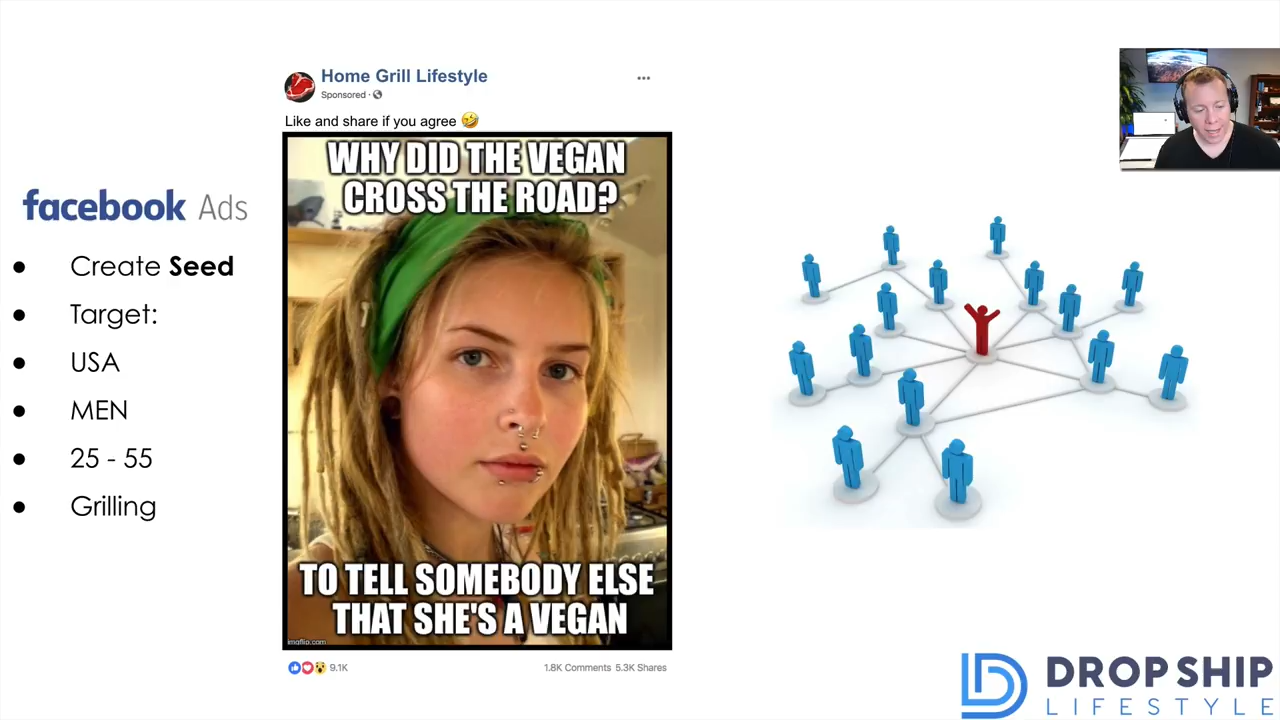 Home Grill Lifestyle
Sponsored ·
Like and share if you agree 🤣
WHY DID THE VEGAN
CROSS THE ROAD?
TO TELL SOMEBODY ELSE
THAT SHE'S A VEGAN
imgflip.com
9.1K
1.8K Comments 5.3K Shares
facebook Ads
● Create Seed
● Target:
● USA
● MEN
● 25 - 55
● Grilling
DROP SHIP
LIFESTYLE